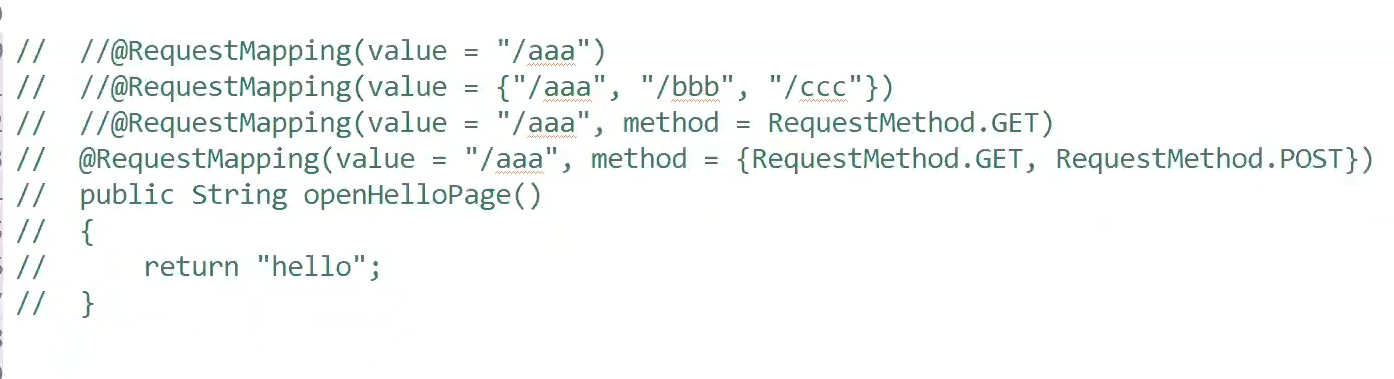 //  //@RequestMapping(value = "/aaa")
//  //@RequestMapping(value = {"/aaa", "/bbb", "/ccc"})
//  //@RequestMapping(value = "/aaa", method = RequestMethod.GET)
//  @RequestMapping(value = "/aaa", method = {RequestMethod.GET, RequestMethod.POST})
//  public String openHelloPage()
//  {
//      return "hello";
//  }